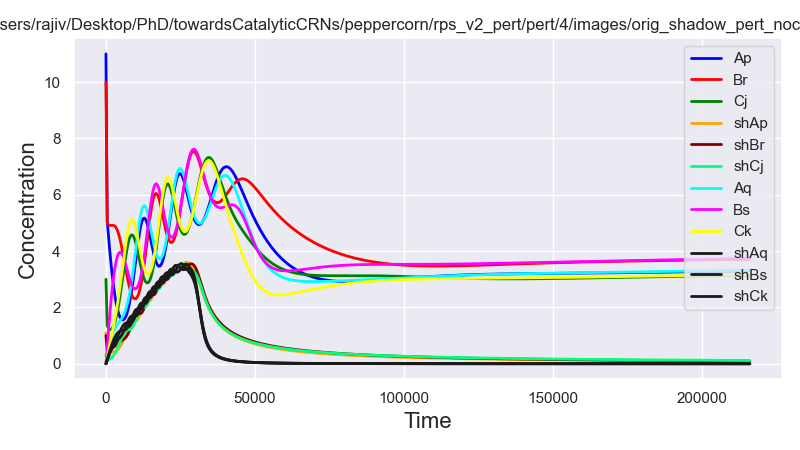 sers/rajiv/Desktop/PhD/towardsCatalyticCRNs/peppercorn/rps_v2_pert/pert/4/images/orig_shadow_pert_noc
Concentration
10
8
6
4
2
0
0
50000
100000
150000
200000
Time
Ap
Br
Cj
shAp
shBr
shCj
Aq
Bs
Ck
shAq
shBs
shCk